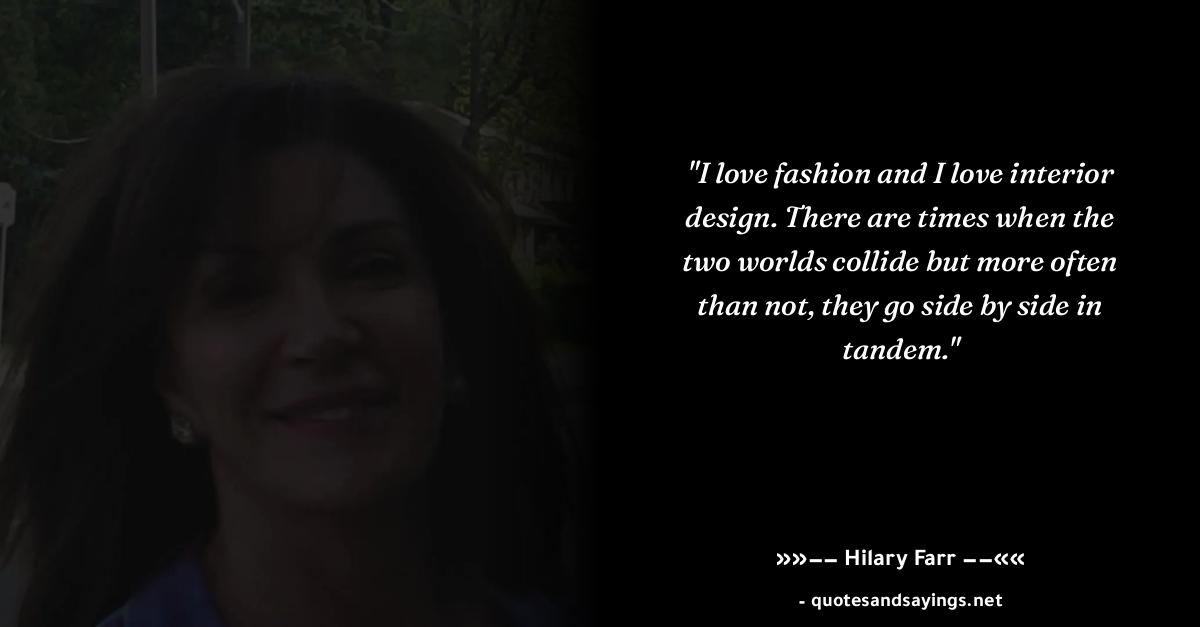 "I love fashion and I love interior
design. There are times when the
two worlds collide but more often
than not, they go side by side in
tandem."
»»—— Hilary Farr ——««
- quotesandsayings.net